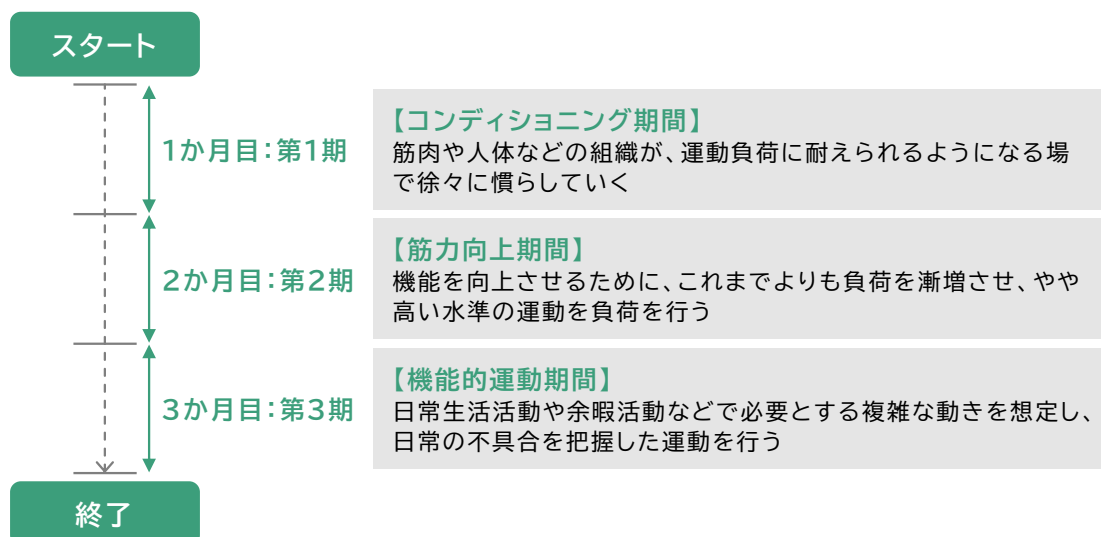 スタート
1か月目：第1期
【コンディショニング期間】
筋肉や人体などの組織が、運動負荷に耐えられるようになる場
で徐々に慣らしていく
2か月目：第2期
【筋力向上期間】
機能を向上させるために、これまでよりも負荷を漸増させ、やや
高い水準の運動を負荷を行う
3か月目：第3期
【機能的運動期間】
日常生活活動や余暇活動などで必要とする複雑な動きを想定し、
日常の不具合を把握した運動を行う
終了